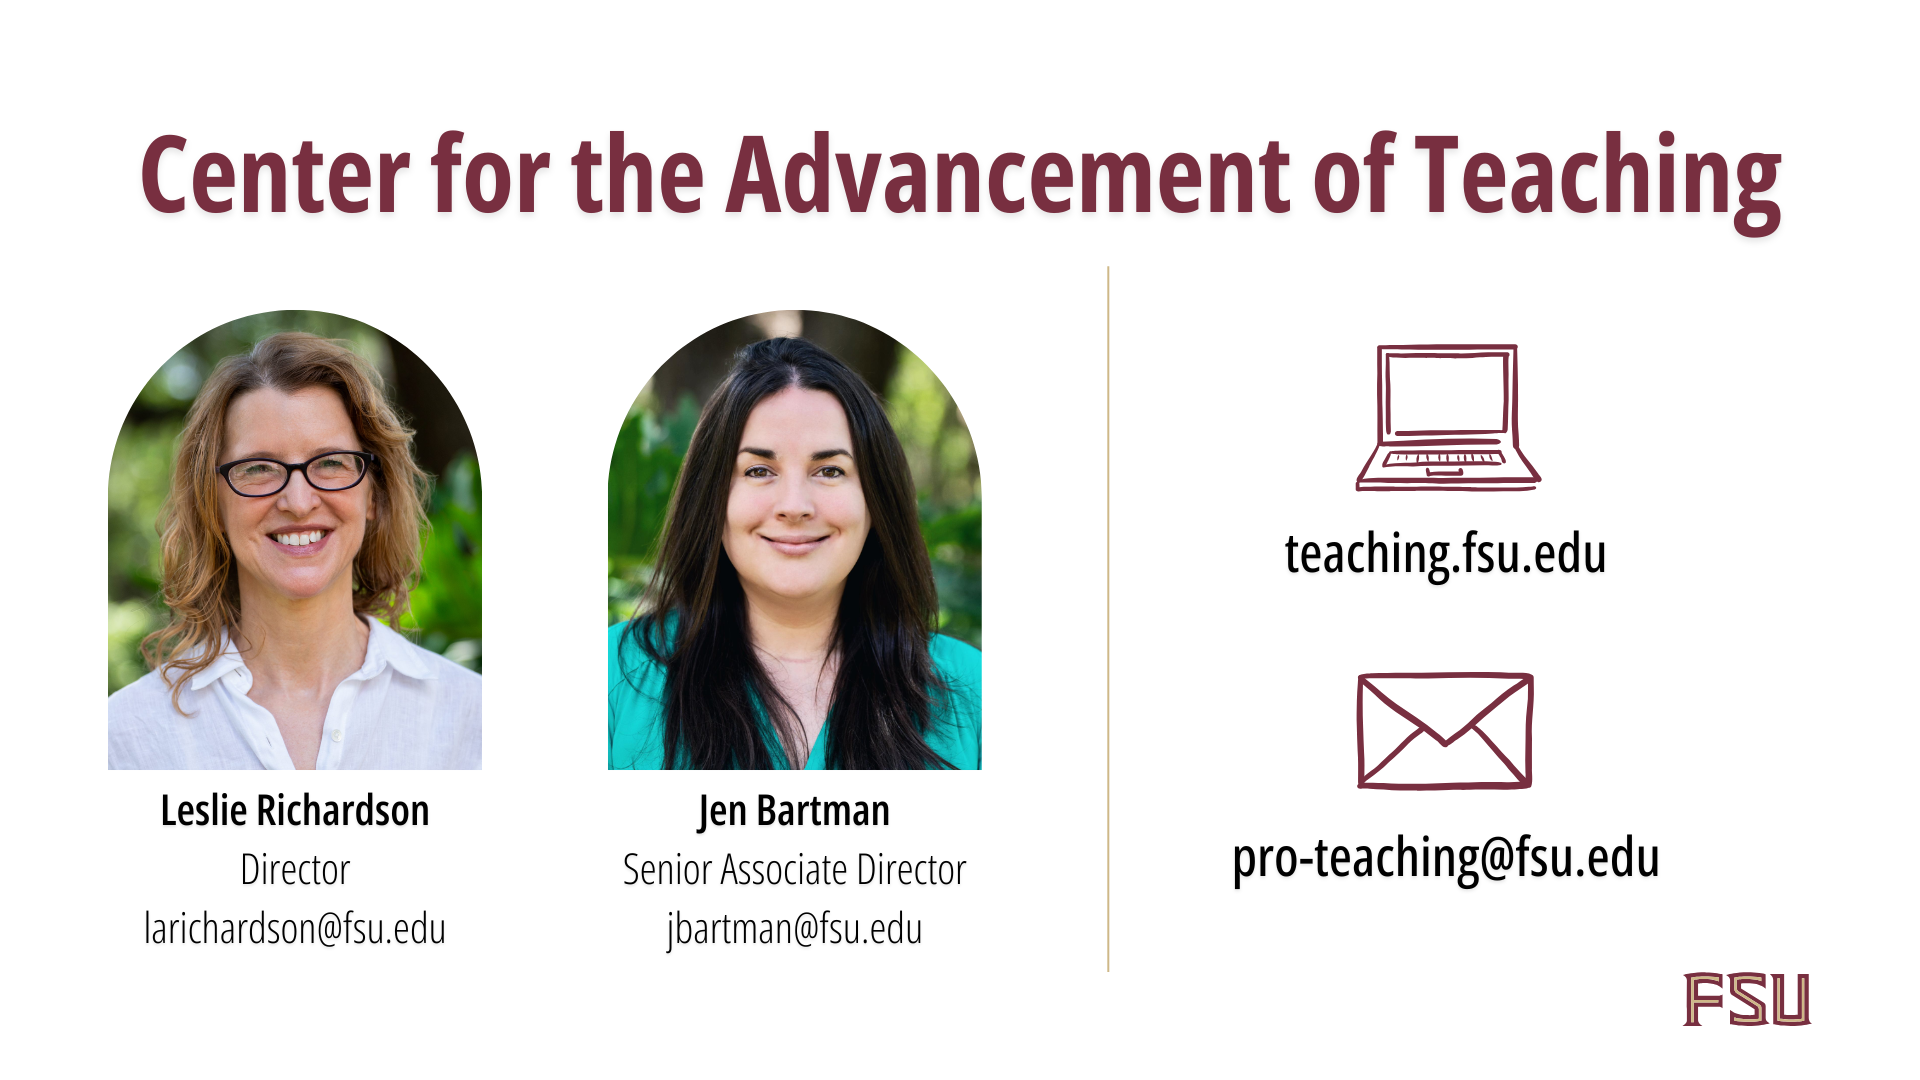 Center for the Advancement of Teaching
Leslie Richardson
Director
larichardson@fsu.edu
Jen Bartman
Senior Associate Director
jbartman@fsu.edu
teaching.fsu.edu
pro-teaching@fsu.edu
FSU